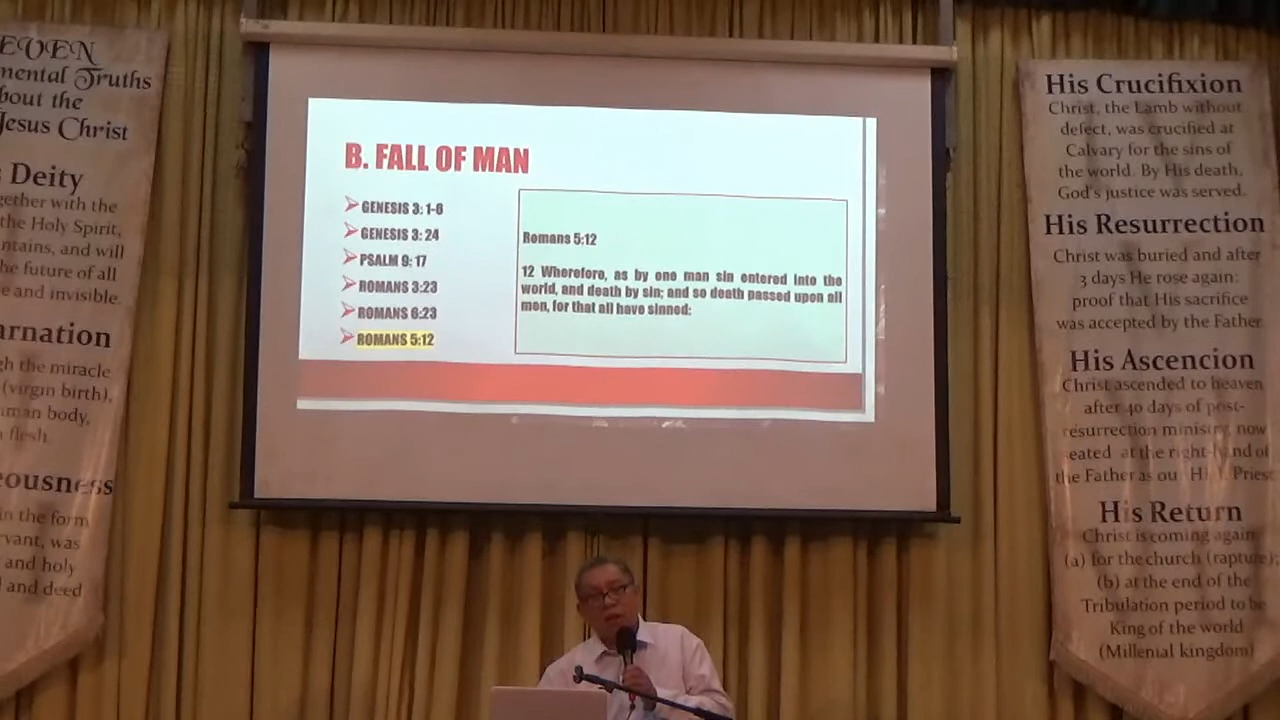 EVEN
mental Truths
bout the
Jesus Christ
Deity
gether with the
the Holy Spirit,
ntains, and will
he future of all
e and invisible.
arnation
gh the miracle
(virgin birth),
uman body,
flesh.
eousness
in the form
rvant, was
and holy
and deed
B. FALL OF MAN
GENESIS 3: 1-6
GENESIS 3: 24
PSALM 9: 17
ROMANS 3:23
ROMANS 6:23
ROMANS 5:12
Romans 5:12
12 Wherefore, as by one man sin entered into the
world, and death by sin; and so death passed upon all
men, for that all have sinned:
His Crucifixion
Christ, the Lamb without
defect, was crucified at
Calvary for the sins of
the world. By His death,
God's justice was served.
His Resurrection
Christ was buried and after
3 days He rose again:
proof that His sacrifice
was accepted by the Father.
His Ascencion
Christ ascended to heaven
after 40 days of post-
resurrection ministry, now
seated at the right-hand of
the Father as ou Hi Priest
His Return
Christ is coming again
(a) for the church (rapture);
(b) at the end of the
Tribulation period to be
King of the world
(Millenial kingdom)